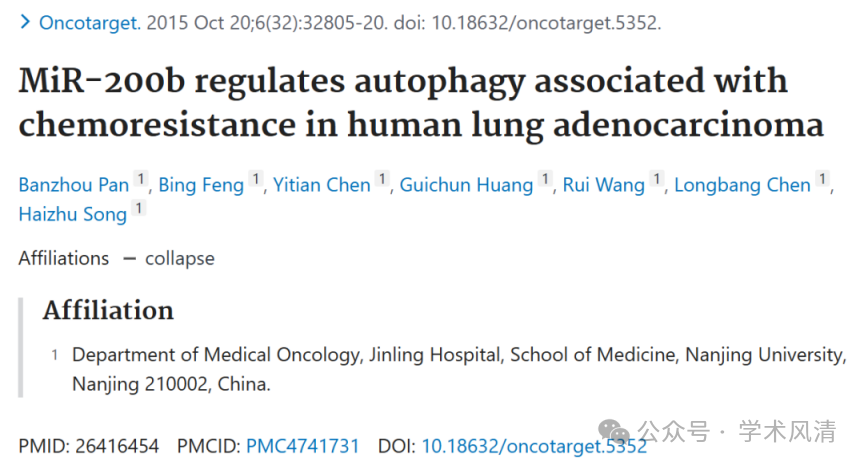 > Oncotarget. 2015 Oct 20;6(32):32805-20. doi: 10.18632/oncotarget.5352.
MiR-200b regulates autophagy associated with
chemoresistance in human lung adenocarcinoma
Banzhou Pan 1, Bing Feng 1, Yitian Chen 1, Guichun Huang 1, Rui Wang 1, Longbang Chen 1,
Haizhu Song 1
Affiliations — collapse
Affiliation
1 Department of Medical Oncology, Jinling Hospital, School of Medicine, Nanjing University,
Nanjing 210002, China.
PMID: 26416454 PMCID: PMC4741731 DOI: 10.18632/oncotarget.5352
公众号 · 学术风清